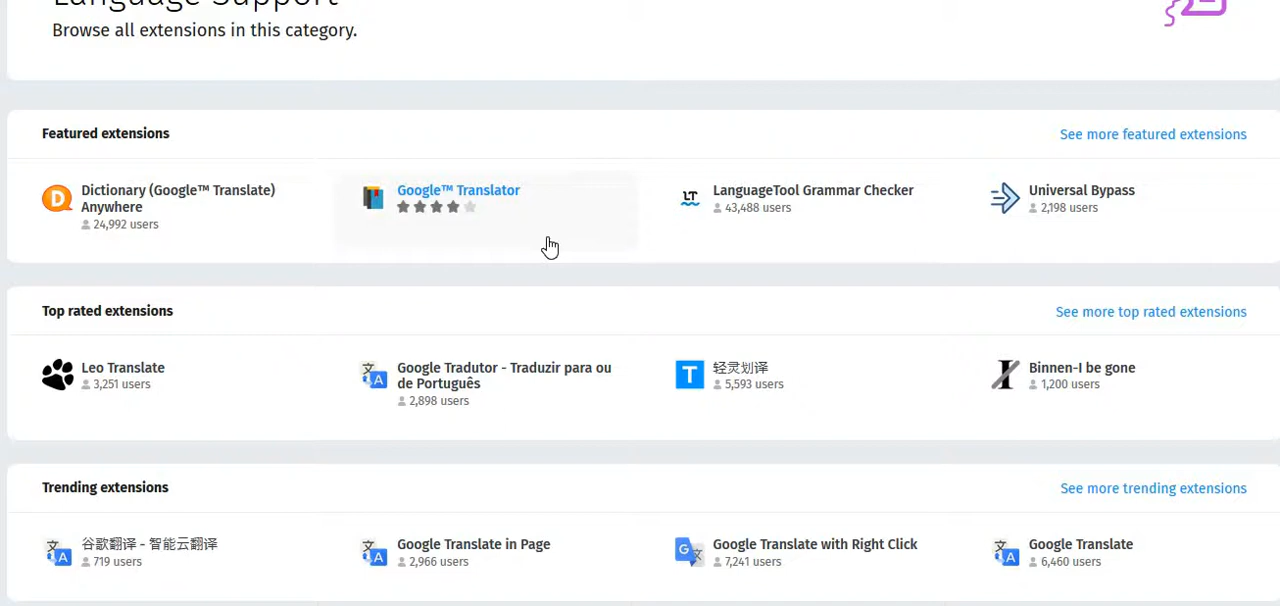 Language Support
Browse all extensions in this category.
Featured extensions
See more featured extensions
Dictionary (Google™ Translate)
Anywhere
24,992 users
Google™ Translator
LT
LanguageTool Grammar Checker
43,488 users
Universal Bypass
2,198 users
Top rated extensions
See more top rated extensions
Leo Translate
3,251 users
Google Tradutor - Traduzir para ou
de Português
2,898 users
轻灵划译
5,593 users
Binnen-I be gone
1,200 users
Trending extensions
See more trending extensions
谷歌翻译 - 智能云翻译
719 users
Google Translate in Page
2,966 users
Google Translate with Right Click
7,241 users
Google Translate
6,460 users